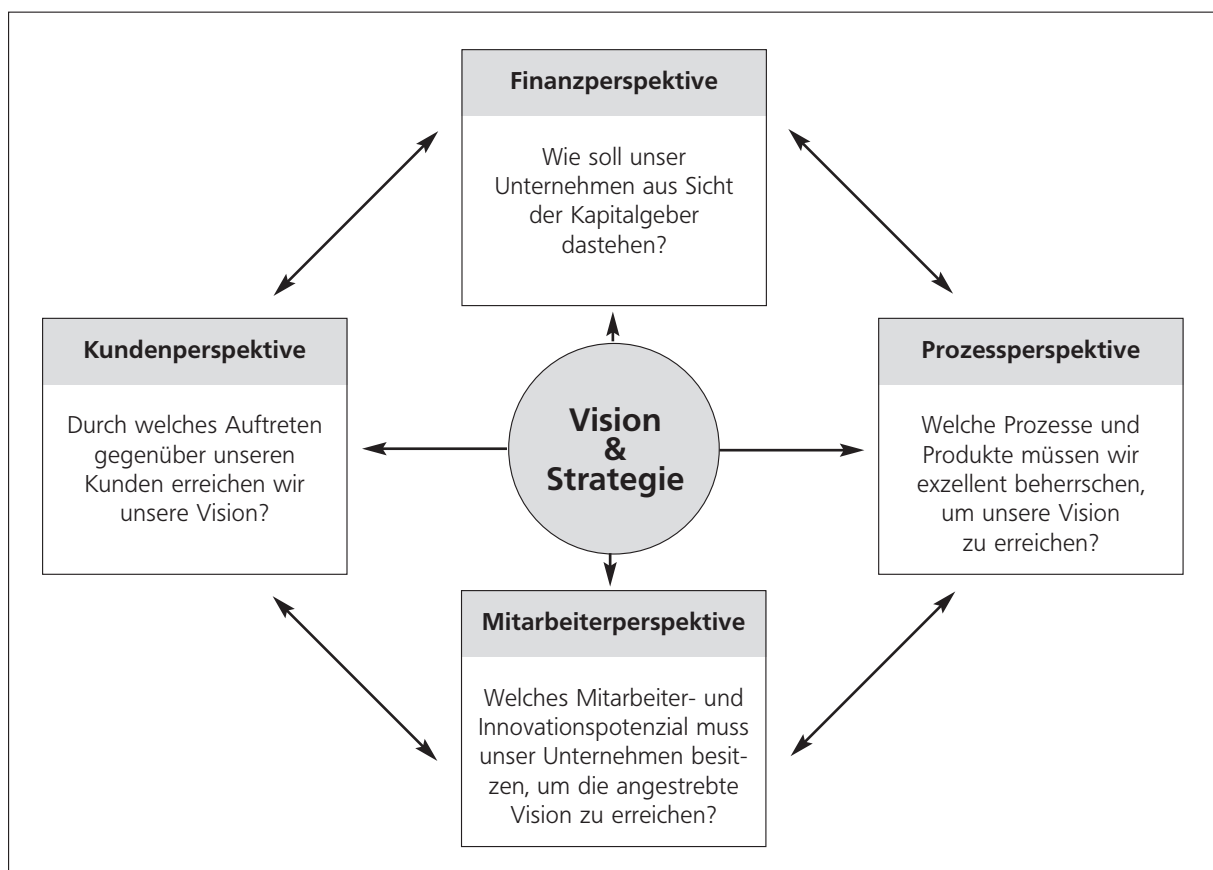 Finanzperspektive
Wie soll unser
Unternehmen aus Sicht
der Kapitalgeber
dastehen?
Kundenperspektive
Durch welches Auftreten
gegenüber unseren
Kunden erreichen wir
unsere Vision?
Vision
&
Strategie
Prozessperspektive
Welche Prozesse und
Produkte müssen wir
exzellent beherrschen,
um unsere Vision
zu erreichen?
Mitarbeiterperspektive
Welches Mitarbeiter- und
Innovationspotenzial muss
unser Unternehmen besit-
zen, um die angestrebte
Vision zu erreichen?